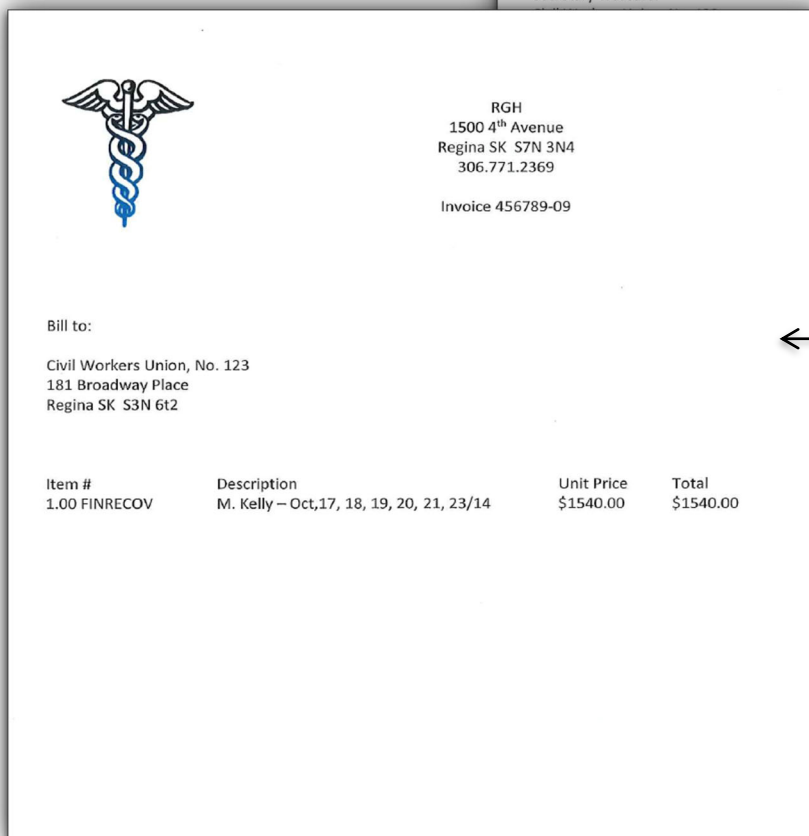 RGH
1500 4th Avenue
Regina SK S7N 3N4
306.771.2369
Invoice 456789-09
Bill to:
Civil Workers Union, No. 123
181 Broadway Place
Regina SK S3N 6t2
Item # Description Unit Price Total
1.00 FINRECOV M. Kelly – Oct,17, 18, 19, 20, 21, 23/14 $1540.00 $1540.00